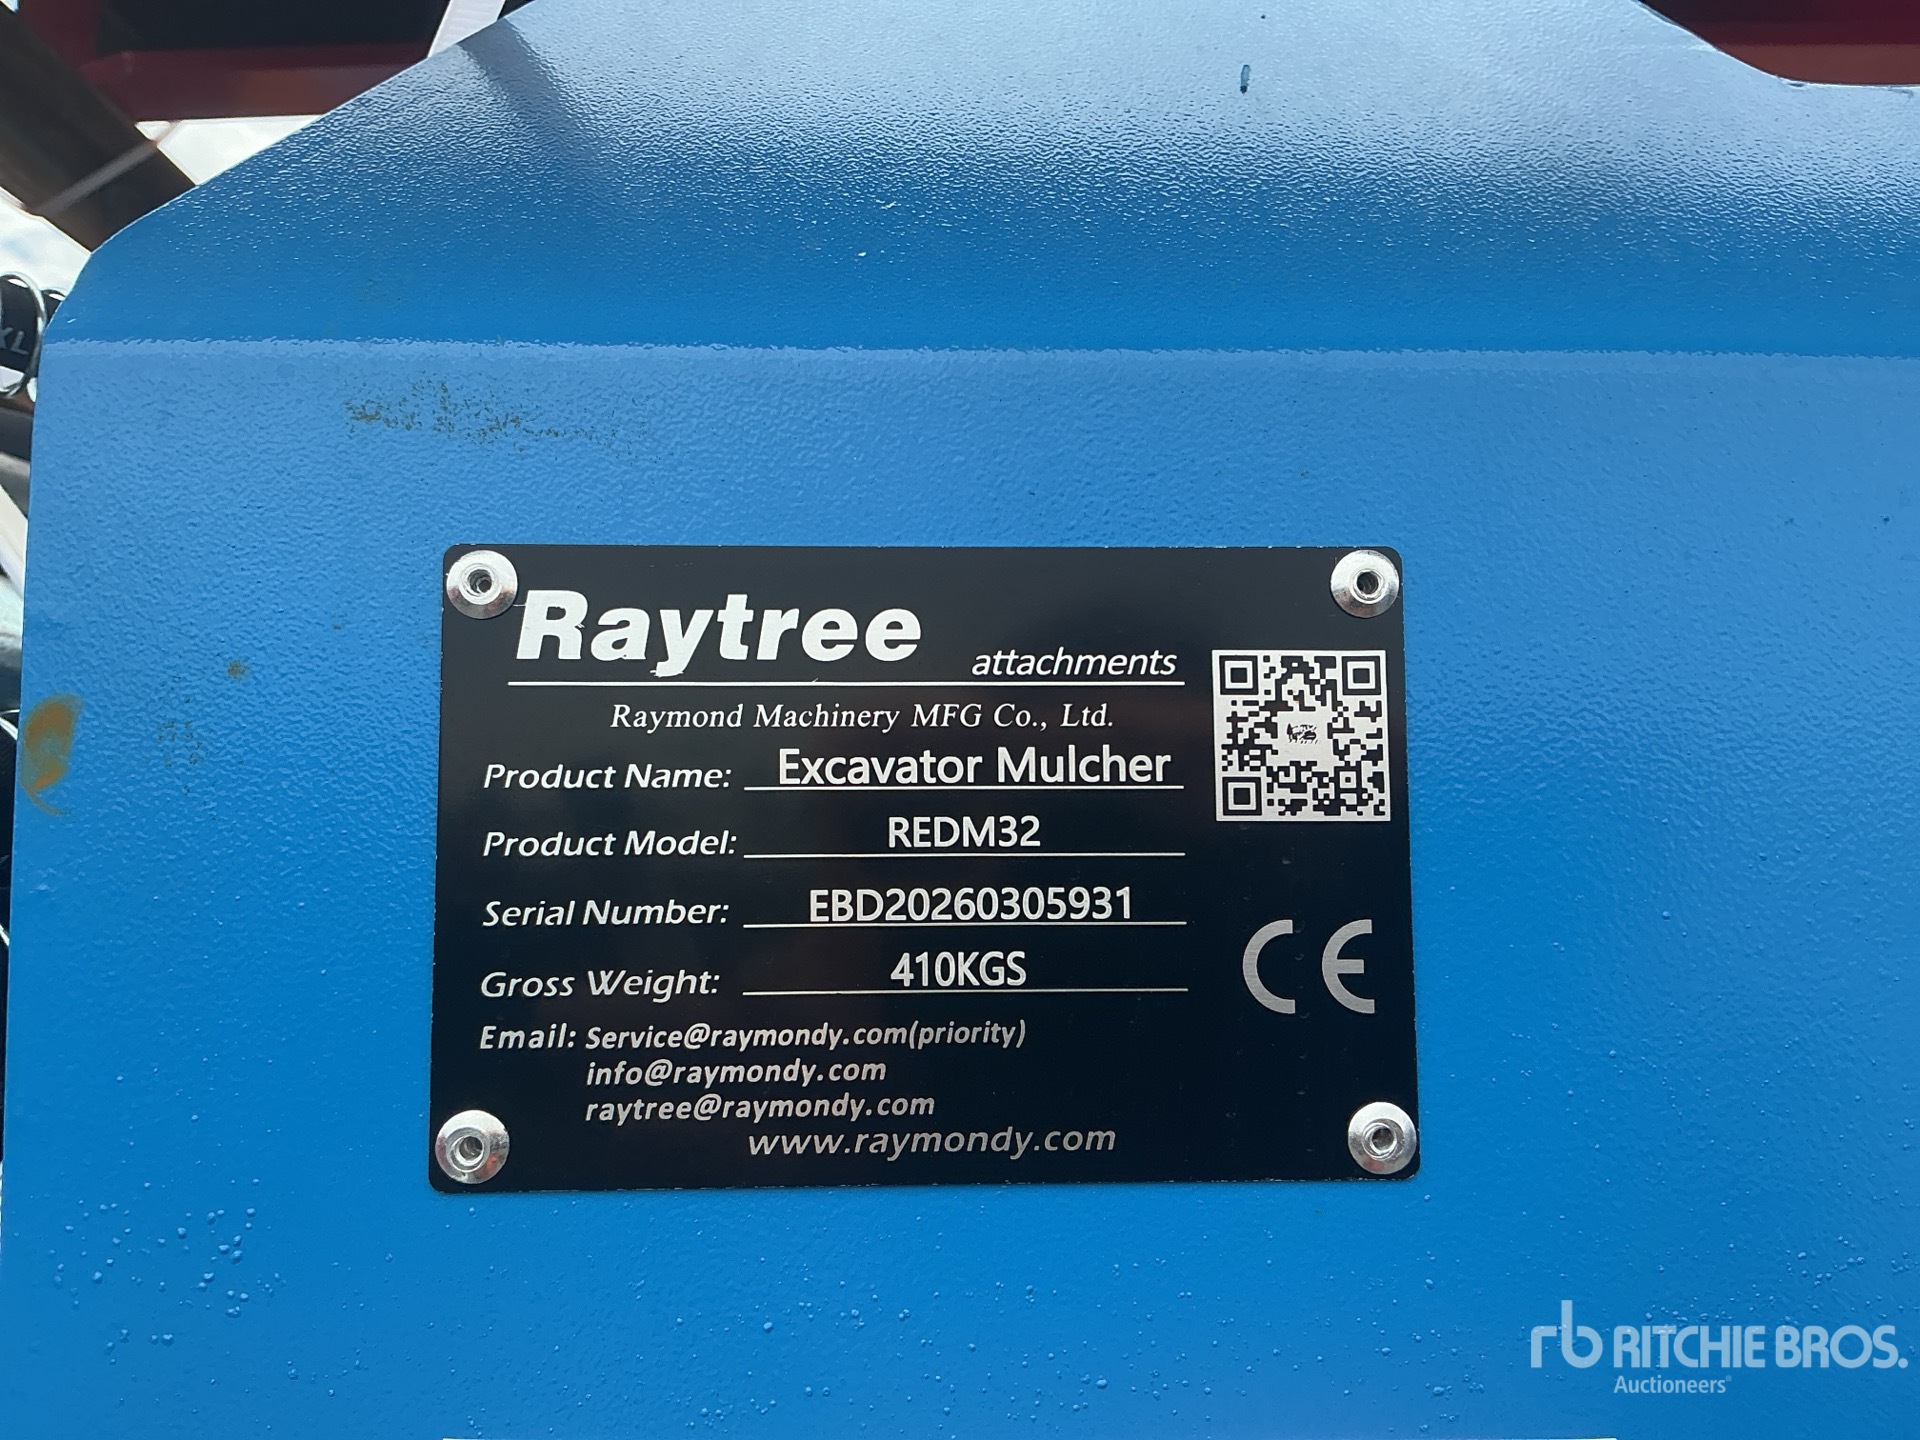 XL
Raytree
attachments
Raymond Machinery MFG Co., Ltd.
Product Name: Excavator Mulcher
Product Model: REDM32
Serial Number: EBD20260305931
Gross Weight: 410KGS
CE
Email: Service@raymondy.com(priority)
info@raymondy.com
raytree@raymondy.com
www.raymondy.com
rb RITCHIE BROS.
Auctioneers®